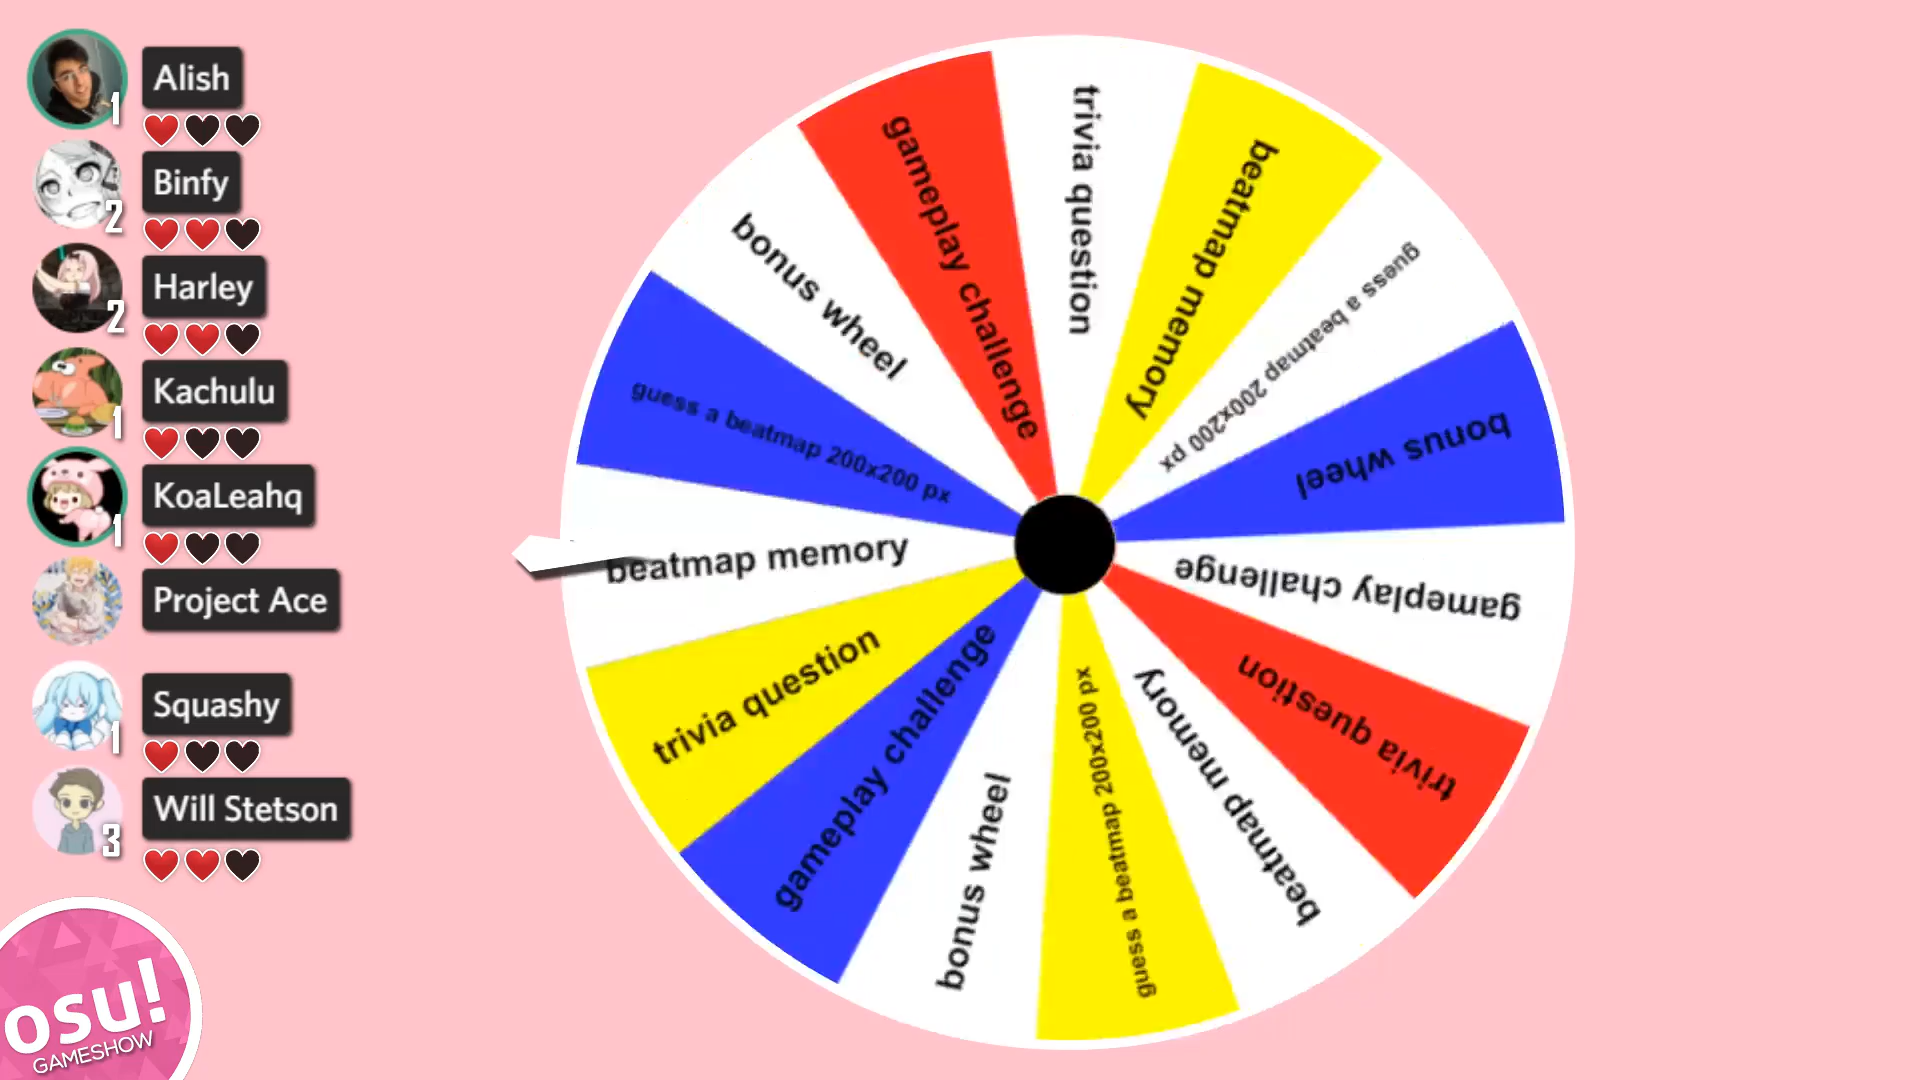 Alish
1
Binfy
2
Harley
2
Kachulu
1
KoaLeahq
1
Project Ace
Squashy
1
Will Stetson
3
osu!
GAMESHOW
trivia question
beatmap memory
guess a beatmap 200x200 px
bonus wheel
gameplay challenge
trivia question
beatmap memory
guess a beatmap 200x200 px
bonus wheel
gameplay challenge
trivia question
beatmap memory
guess a beatmap 200x200 px
bonus wheel
gameplay challenge